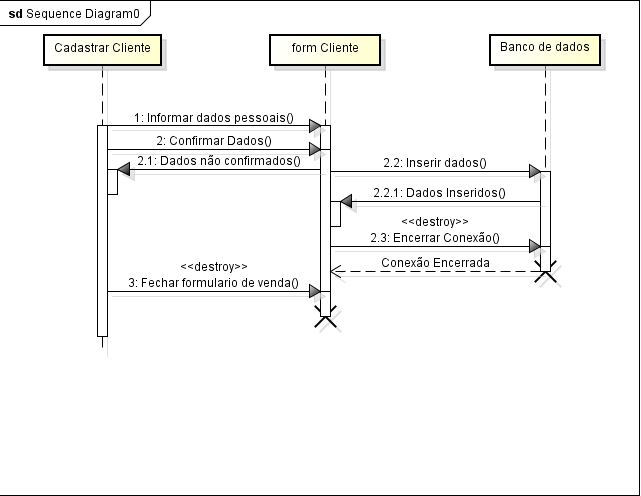 sd Sequence Diagram0
Cadastrar Cliente
form Cliente
Banco de dados
1: Informar dados pessoais()
2: Confirmar Dados()
2.1: Dados não confirmados()
2.2: Inserir dados()
2.2.1: Dados Inseridos()
<<destroy>>
2.3: Encerrar Conexão()
Conexão Encerrada
<<destroy>>
3: Fechar formulario de venda()